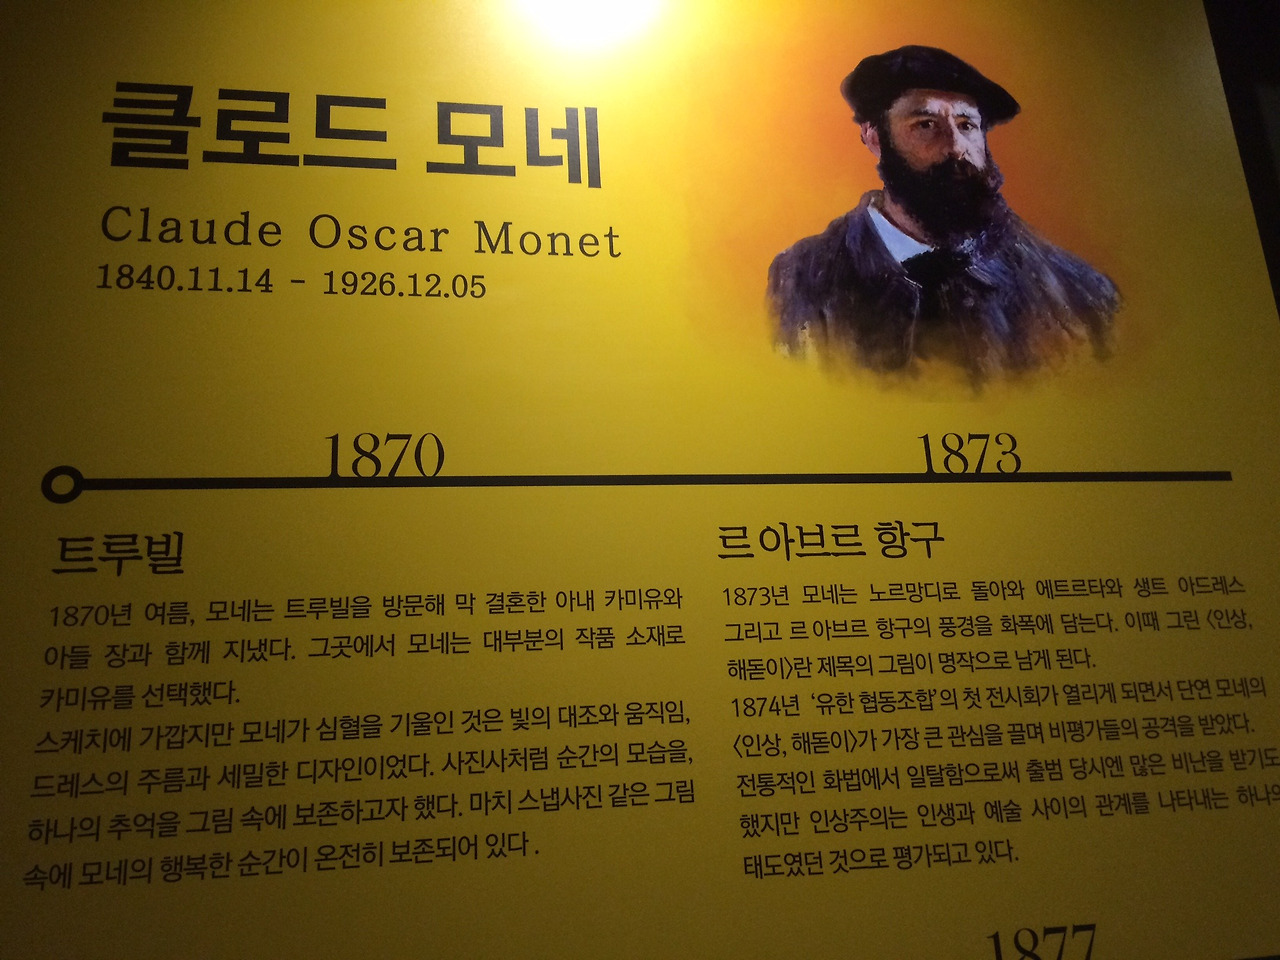 클로드 모네
Claude Oscar Monet
1840.11.14 - 1926.12.05
1870
트루빌
1870년 여름, 모네는 트루빌을 방문해 막 결혼한 아내 카미유와
아들 장과 함께 지냈다. 그곳에서 모네는 대부분의 작품 소재로
카미유를 선택했다.
스케치에 가깝지만 모네가 심혈을 기울인 것은 빛의 대조와 움직임,
드레스의 주름과 세밀한 디자인이었다. 사진사처럼 순간의 모습을,
하나의 추억을 그림 속에 보존하고자 했다. 마치 스냅사진 같은 그림
속에 모네의 행복한 순간이 온전히 보존되어 있다.
1873
르 아브르 항구
1873년 모네는 노르망디로 돌아와 에트르타와 생트 아드레스
그리고 르 아브르 항구의 풍경을 화폭에 담는다. 이때 그린 〈인상,
해돋이〉란 제목의 그림이 명작으로 남게 된다.
1874년 ‘유한 협동조합’의 첫 전시회가 열리게 되면서 단연 모네의
〈인상, 해돋이〉가 가장 큰 관심을 끌며 비평가들의 공격을 받았다.
전통적인 화법에서 일탈함으로써 출범 당시엔 많은 비난을 받기도
했지만 인상주의는 인생과 예술 사이의 관계를 나타내는 하나의
태도였던 것으로 평가되고 있다.
1877